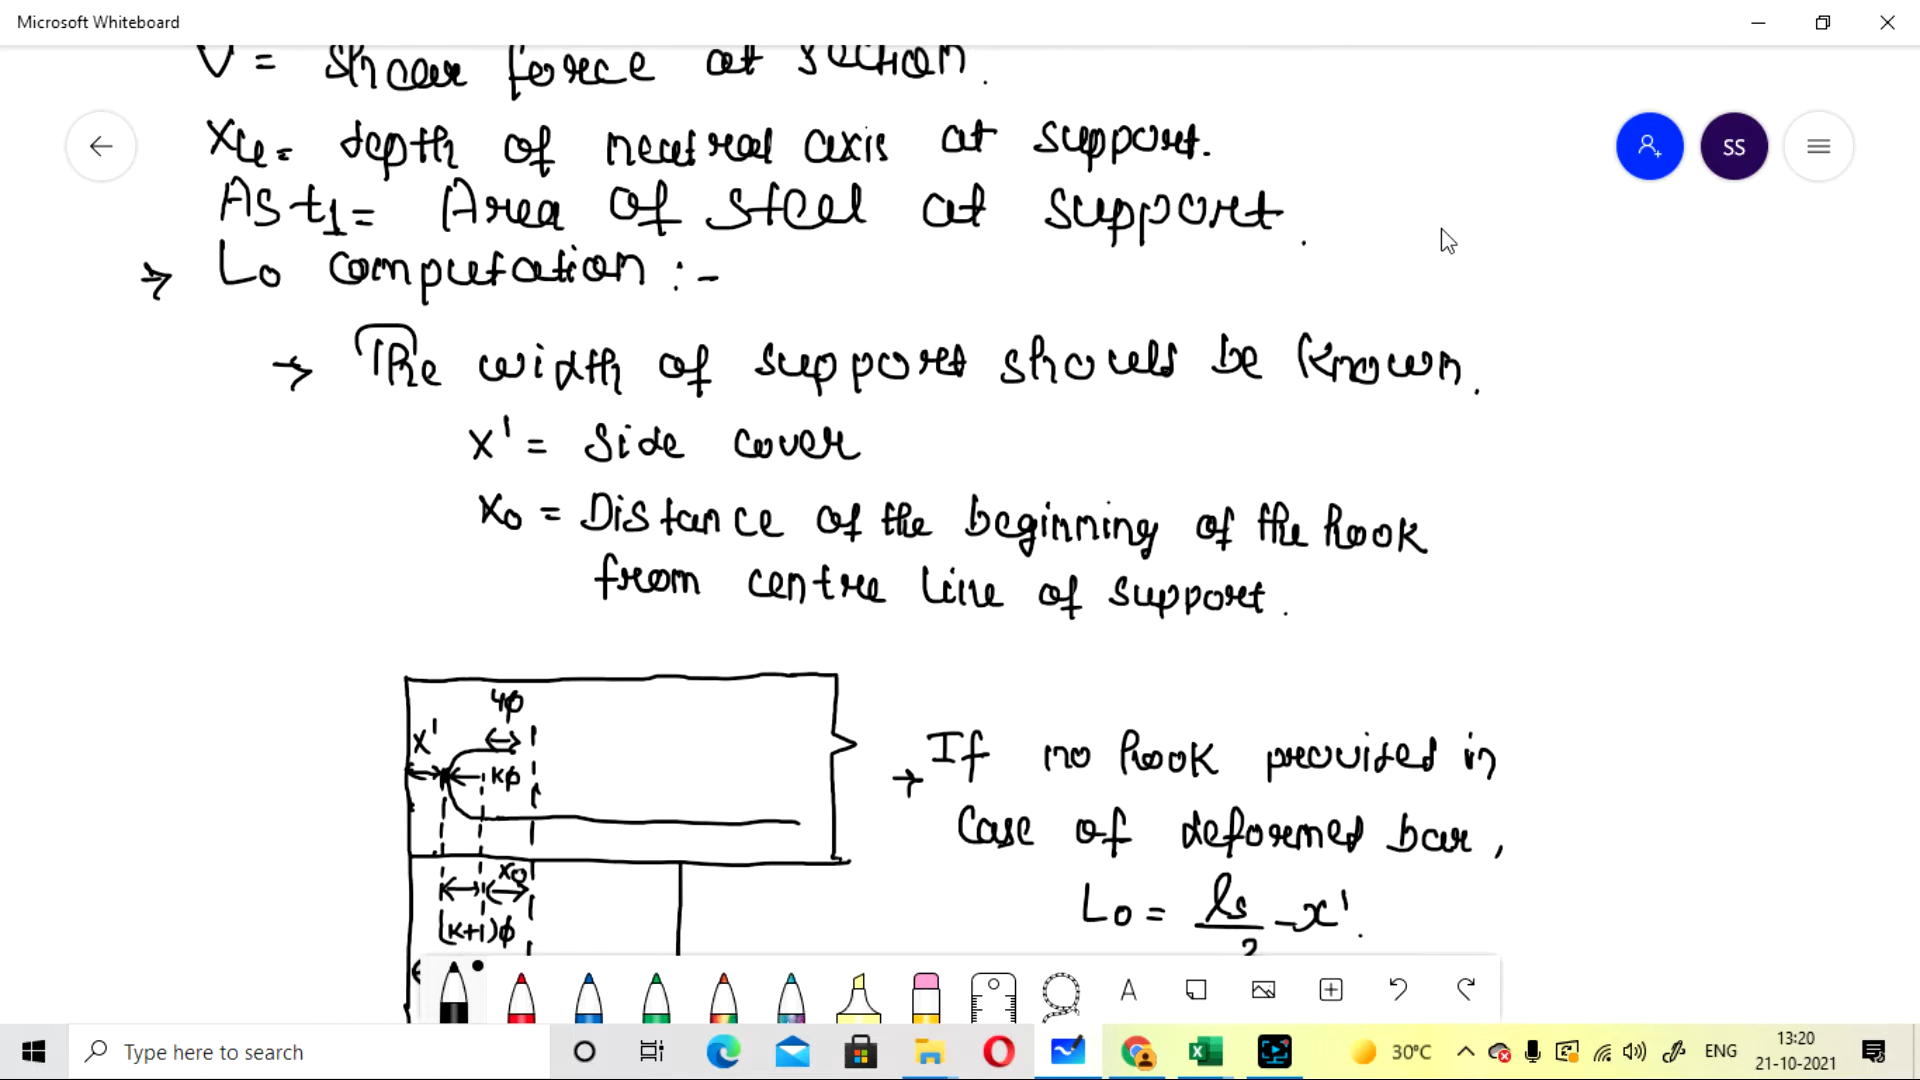 Microsoft Whiteboard
V = Shear force at section.
Xu = depth of neutral axis at support.
SS
Ast1 = Area of steel at support.
⇒ Lo computation :-
→ The width of support should be known.
x' = Side cover
xo = Distance of the beginning of the hook
from centre line of support.
4φ
x'
kφ
→ If no hook provided in
Case of deformed bar,
xo
Lo = ls/2 - x'.
(k+1)φ
A
Type here to search
30°C
ENG
13:20
21-10-2021